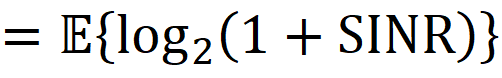 = 𝔼{log₂(1 + SINR)}